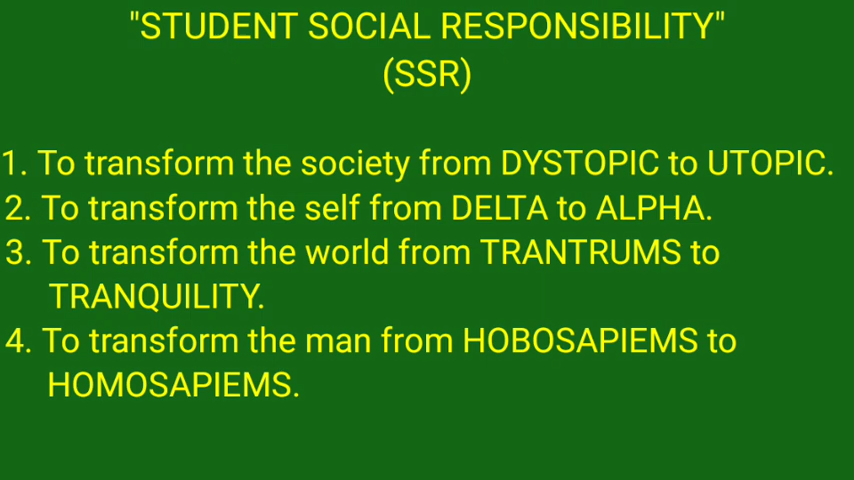 "STUDENT SOCIAL RESPONSIBILITY"
(SSR)
1. To transform the society from DYSTOPIC to UTOPIC.
2. To transform the self from DELTA to ALPHA.
3. To transform the world from TRANTRUMS to
TRANQUILITY.
4. To transform the man from HOBOSAPIEMS to
HOMOSAPIEMS.